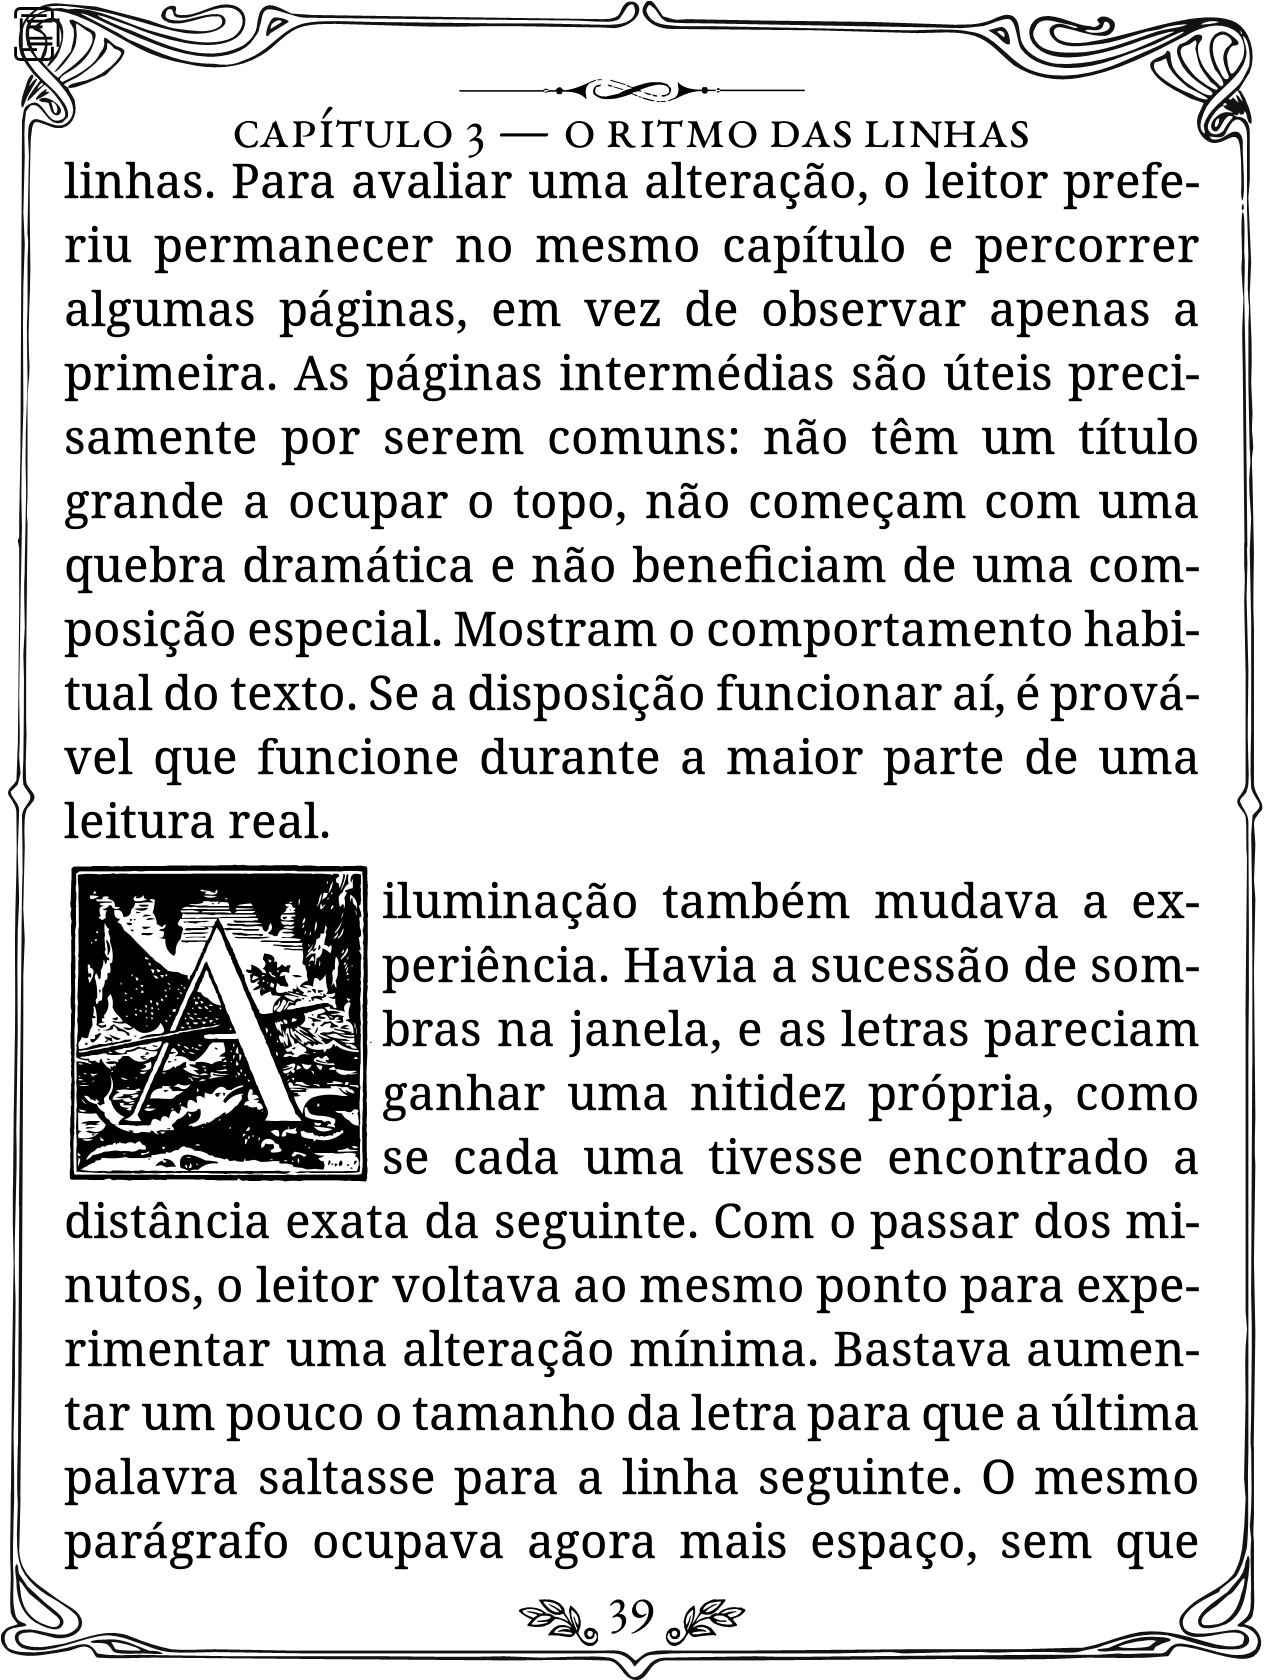 CAPÍTULO 3 — O RITMO DAS LINHAS
linhas. Para avaliar uma alteração, o leitor prefe-
riu permanecer no mesmo capítulo e percorrer
algumas páginas, em vez de observar apenas a
primeira. As páginas intermédias são úteis preci-
samente por serem comuns: não têm um título
grande a ocupar o topo, não começam com uma
quebra dramática e não beneficiam de uma com-
posição especial. Mostram o comportamento habi-
tual do texto. Se a disposição funcionar aí, é prová-
vel que funcione durante a maior parte de uma
leitura real.
A iluminação também mudava a ex-
periência. Havia a sucessão de som-
bras na janela, e as letras pareciam
ganhar uma nitidez própria, como
se cada uma tivesse encontrado a
distância exata da seguinte. Com o passar dos mi-
nutos, o leitor voltava ao mesmo ponto para expe-
rimentar uma alteração mínima. Bastava aumen-
tar um pouco o tamanho da letra para que a última
palavra saltasse para a linha seguinte. O mesmo
parágrafo ocupava agora mais espaço, sem que
39